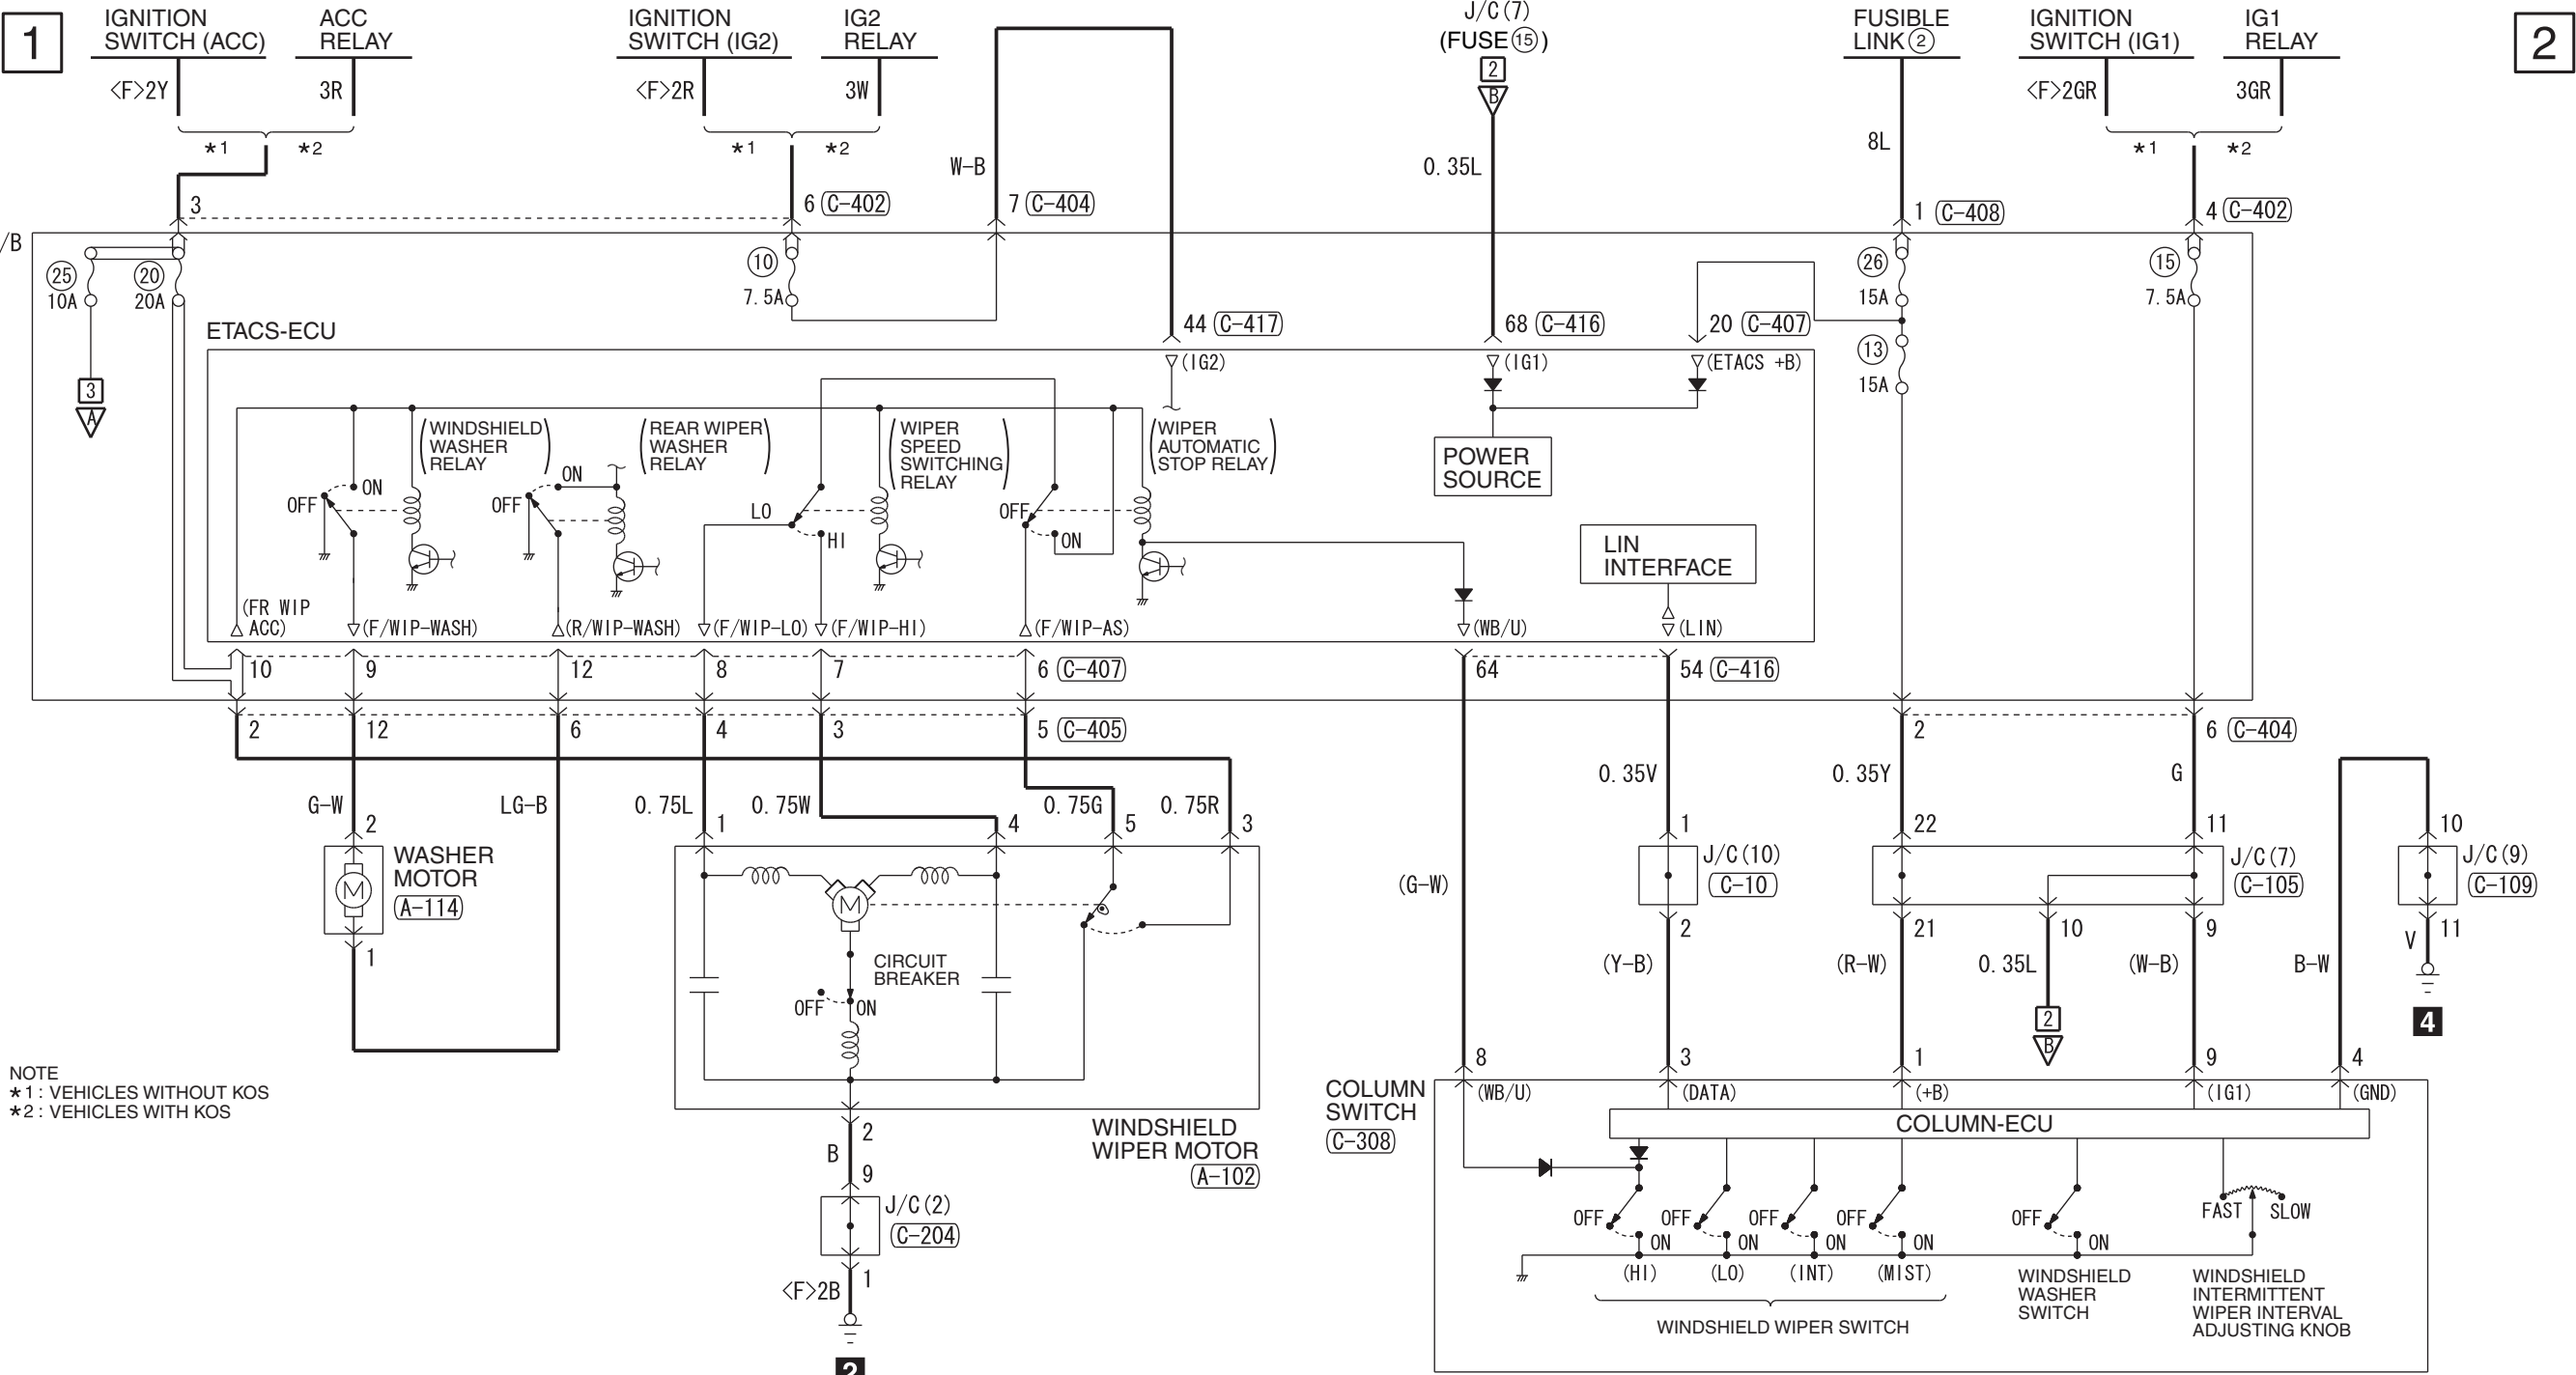 1
IGNITION
SWITCH (ACC)
ACC
RELAY
IGNITION
SWITCH (IG2)
IG2
RELAY
J/C(7)
(FUSE 15)
FUSIBLE
LINK 2
IGNITION
SWITCH (IG1)
IG1
RELAY
2
<F>2Y
3R
<F>2R
3W
2
B
<F>2GR
3GR
*1
*2
*1
*2
W-B
0.35L
8L
*1
*2
3
6 C-402
7 C-404
1 C-408
4 C-402
/B
25
10A
20
20A
10
7.5A
26
15A
15
7.5A
ETACS-ECU
44 C-417
68 C-416
20 C-407
13
15A
(IG2)
(IG1)
(ETACS +B)
3
A
(WINDSHIELD
WASHER
RELAY)
(REAR WIPER
WASHER
RELAY)
(WIPER
SPEED
SWITCHING
RELAY)
(WIPER
AUTOMATIC
STOP RELAY)
POWER
SOURCE
OFF
ON
OFF
ON
LO
HI
OFF
ON
LIN
INTERFACE
(FR WIP
ACC)
(F/WIP-WASH)
(R/WIP-WASH)
(F/WIP-LO)
(F/WIP-HI)
(F/WIP-AS)
(WB/U)
(LIN)
10
9
12
8
7
6 C-407
64
54 C-416
2
12
6
4
3
5 C-405
2
6 C-404
G-W
LG-B
0.75L
0.75W
0.75G
0.75R
0.35V
0.35Y
G
2
1
4
5
3
1
22
11
10
WASHER
MOTOR
A-114
M
M
J/C(10)
C-10
J/C(7)
C-105
J/C(9)
C-109
(G-W)
1
2
21
10
9
11
V
CIRCUIT
BREAKER
OFF
ON
(Y-B)
(R-W)
0.35L
(W-B)
B-W
2
B
4
NOTE
*1 : VEHICLES WITHOUT KOS
*2 : VEHICLES WITH KOS
8
3
1
9
4
COLUMN
SWITCH
C-308
(WB/U)
(DATA)
(+B)
(IG1)
(GND)
COLUMN-ECU
WINDSHIELD
WIPER MOTOR
A-102
2
B
9
J/C(2)
C-204
1
<F>2B
2
OFF
ON
OFF
ON
OFF
ON
OFF
ON
OFF
ON
FAST
SLOW
(HI)
(LO)
(INT)
(MIST)
WINDSHIELD WIPER SWITCH
WINDSHIELD
WASHER
SWITCH
WINDSHIELD
INTERMITTENT
WIPER INTERVAL
ADJUSTING KNOB